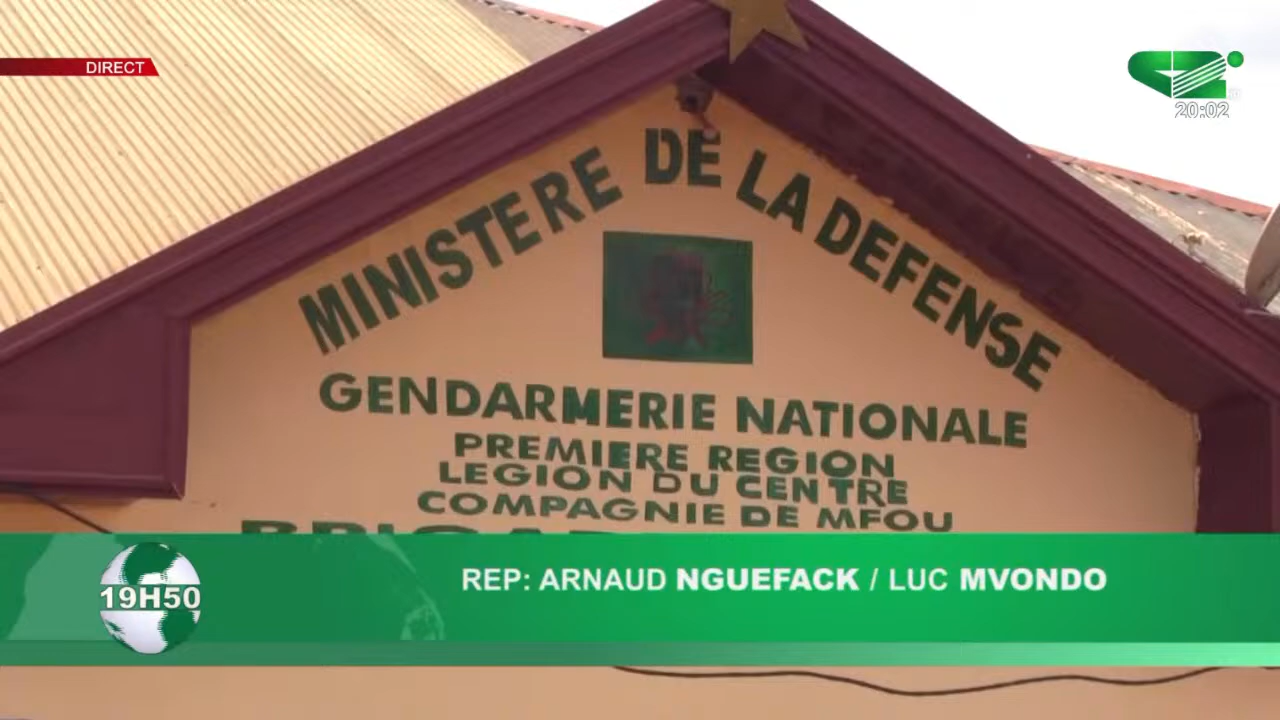 DIRECT
20:02
MINISTERE DE LA DEFENSE
GENDARMERIE NATIONALE
PREMIERE REGION
LEGION DU CENTRE
COMPAGNIE DE MFOU
19H50
REP: ARNAUD NGUEFACK / LUC MVONDO